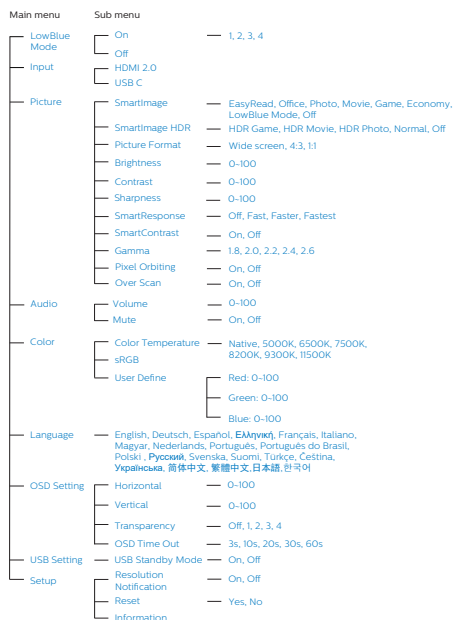 Main menu Sub menu
LowBlue Mode On 1, 2, 3, 4
Off
Input HDMI 2.0
USB C
Picture SmartImage EasyRead, Office, Photo, Movie, Game, Economy,
LowBlue Mode, Off
SmartImage HDR HDR Game, HDR Movie, HDR Photo, Normal, Off
Picture Format Wide screen, 4:3, 1:1
Brightness 0-100
Contrast 0-100
Sharpness 0-100
SmartResponse Off, Fast, Faster, Fastest
SmartContrast On, Off
Gamma 1.8, 2.0, 2.2, 2.4, 2.6
Pixel Orbiting On, Off
Over Scan On, Off
Audio Volume 0-100
Mute On, Off
Color Color Temperature Native, 5000K, 6500K, 7500K,
8200K, 9300K, 11500K
sRGB
User Define Red: 0-100
Green: 0-100
Blue: 0-100
Language English, Deutsch, Español, Ελληνική, Français, Italiano,
Magyar, Nederlands, Português, Português do Brasil,
Polski , Русский, Svenska, Suomi, Türkçe, Čeština,
Українська, 简体中文, 繁體中文,日本語,한국어
OSD Setting Horizontal 0-100
Vertical 0-100
Transparency Off, 1, 2, 3, 4
OSD Time Out 3s, 10s, 20s, 30s, 60s
USB Setting USB Standby Mode On, Off
Setup Resolution Notification On, Off
Reset Yes, No
Information